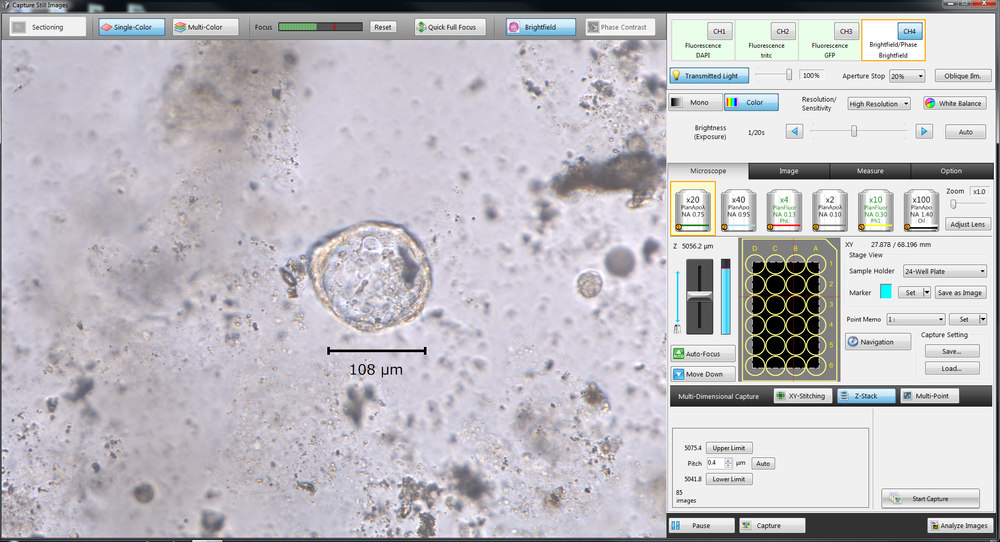 Capture Still Images
Sectioning
Single-Color
Multi-Color
Focus
Reset
Quick Full Focus
Brightfield
Phase Contrast
108 µm
CH1
Fluorescence
DAPI
CH2
Fluorescence
tritc
CH3
Fluorescence
GFP
CH4
Brightfield/Phase
Brightfield
Transmitted Light
100%
Aperture Stop
20%
Oblique Ilm.
Mono
Color
Resolution/
Sensitivity
High Resolution
White Balance
Brightness
(Exposure)
1/20s
Auto
Microscope
Image
Measure
Option
x20
PlanApoλ
NA 0.75
1
x40
PlanApo
NA 0.95
2
x4
PlanFluor
NA 0.13
PhL
3
x2
PlanApoλ
NA 0.10
4
x10
PlanFluor
NA 0.30
Ph1
5
x100
PlanApo
NA 1.40
Oil
6
Zoom
x1.0
Adjust Lens
Z 5056.2 µm
D C B A
1
2
3
4
5
6
AUTO
Auto-Focus
Move Down
XY 27.878 / 68.196 mm
Stage View
Sample Holder
24-Well Plate
Marker
Set
Save as Image
Point Memo
1 :
Set
Navigation
Capture Setting
Save...
Load...
Multi-Dimensional Capture
XY-Stitching
Z-Stack
Multi-Point
5075.4
Upper Limit
Pitch
0.4
µm
Auto
5041.8
Lower Limit
85
images
Start Capture
Pause
Capture
Analyze Images